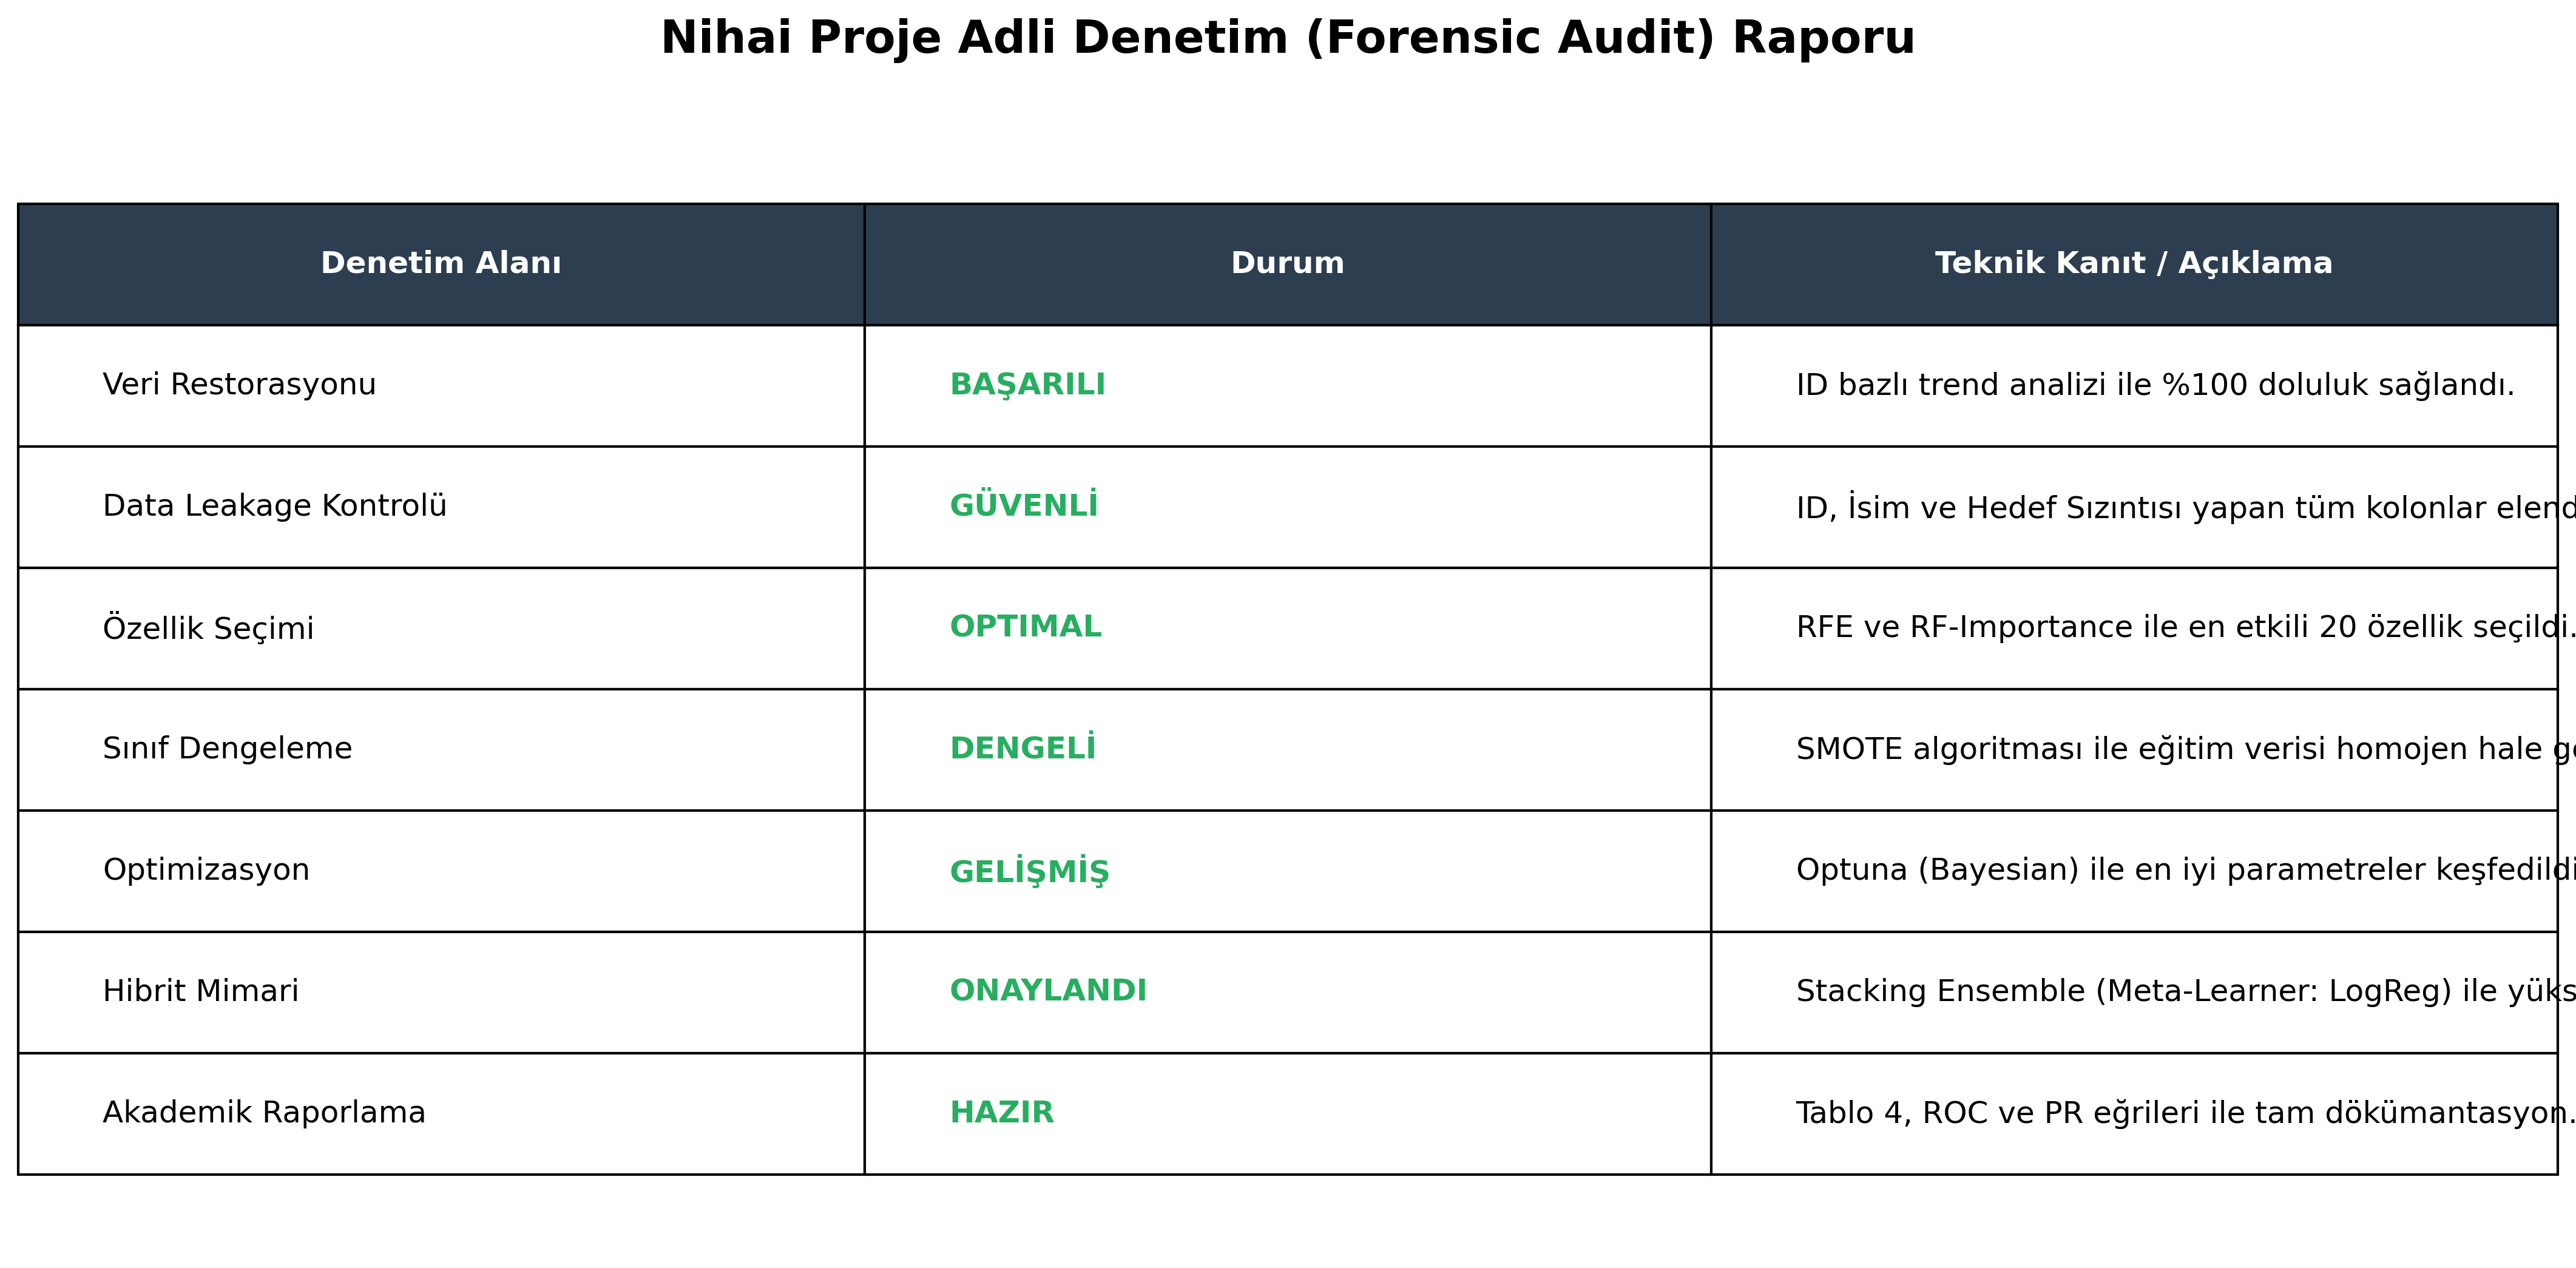 Nihai Proje Adli Denetim (Forensic Audit) Raporu
Denetim Alanı Durum Teknik Kanıt / Açıklama
Veri Restorasyonu BAŞARILI ID bazlı trend analizi ile %100 doluluk sağlandı.
Data Leakage Kontrolü GÜVENLİ ID, İsim ve Hedef Sızıntısı yapan tüm kolonlar
Özellik Seçimi OPTIMAL RFE ve RF-Importance ile en etkili 20 özellik seçildi.
Sınıf Dengeleme DENGELİ SMOTE algoritması ile eğitim verisi homojen hale
Optimizasyon GELİŞMİŞ Optuna (Bayesian) ile en iyi parametreler keşfedildi
Hibrit Mimari ONAYLANDI Stacking Ensemble (Meta-Learner: LogReg) ile
Akademik Raporlama HAZIR Tablo 4, ROC ve PR eğrileri ile tam dökümantasyon.